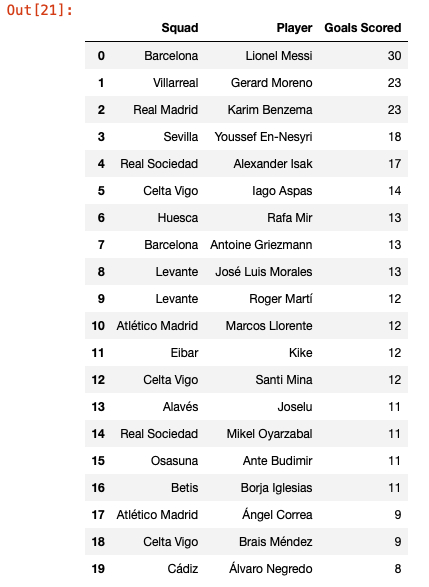 Out[21]:
Squad Player Goals Scored
0 Barcelona Lionel Messi 30
1 Villarreal Gerard Moreno 23
2 Real Madrid Karim Benzema 23
3 Sevilla Youssef En-Nesyri 18
4 Real Sociedad Alexander Isak 17
5 Celta Vigo Iago Aspas 14
6 Huesca Rafa Mir 13
7 Barcelona Antoine Griezmann 13
8 Levante José Luis Morales 13
9 Levante Roger Martí 12
10 Atlético Madrid Marcos Llorente 12
11 Eibar Kike 12
12 Celta Vigo Santi Mina 12
13 Alavés Joselu 11
14 Real Sociedad Mikel Oyarzabal 11
15 Osasuna Ante Budimir 11
16 Betis Borja Iglesias 11
17 Atlético Madrid Ángel Correa 9
18 Celta Vigo Brais Méndez 9
19 Cádiz Álvaro Negredo 8